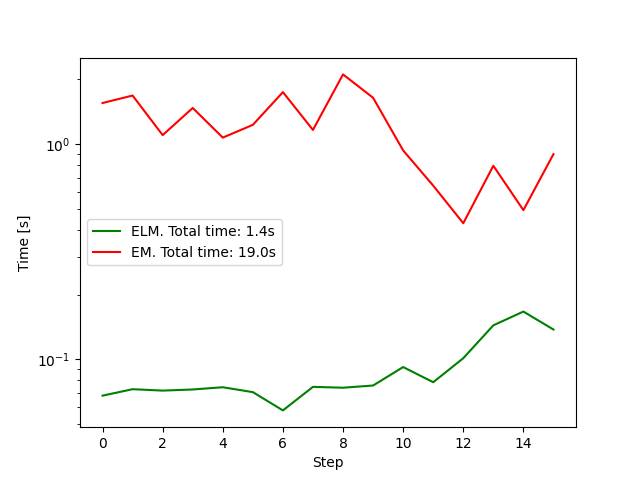 10⁰
Time [s]
ELM. Total time: 1.4s
EM. Total time: 19.0s
10⁻¹
0 2 4 6 8 10 12 14
Step